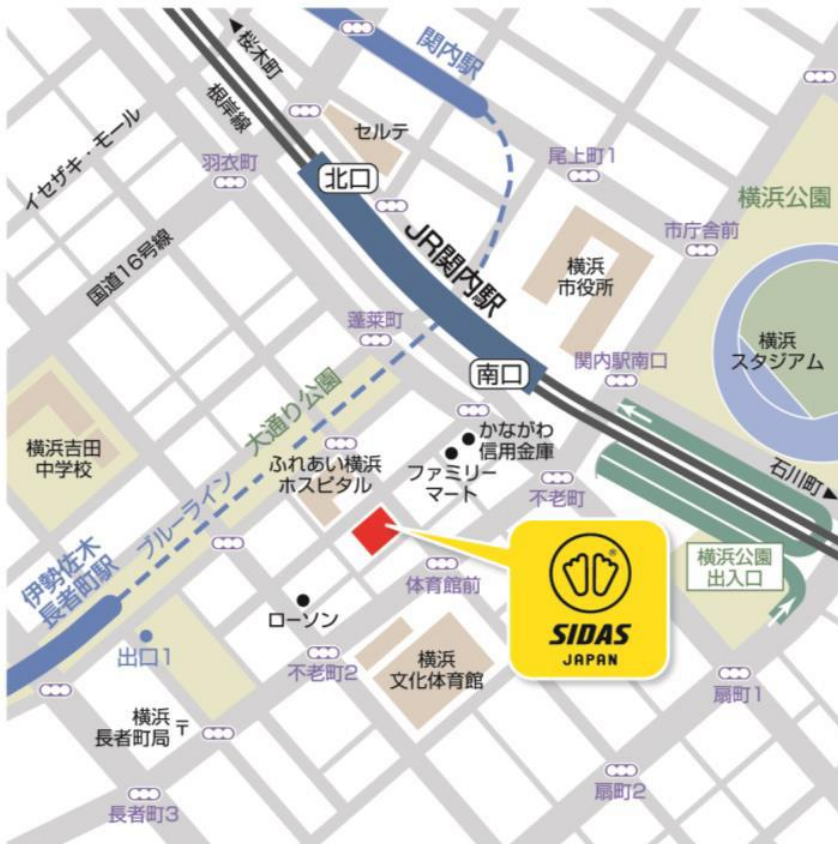 ◀桜木町
根岸線
関内駅
セルテ
イセザキ・モール
羽衣町
北口
尾上町1
横浜公園
市庁舎前
国道16号線
JR関内駅
横浜
市役所
横浜
スタジアム
蓬莱町
関内駅南口
南口
大通り公園
横浜吉田
中学校
かながわ
信用金庫
ふれあい横浜
ホスピタル
ファミリー
マート
不老町
石川町▶
ブルーライン
伊勢佐木
長者町駅
横浜公園
出入口
体育館前
®
SIDAS
JAPAN
ローソン
出口1
不老町2
横浜
文化体育館
扇町1
横浜
長者町局
〒
扇町2
長者町3